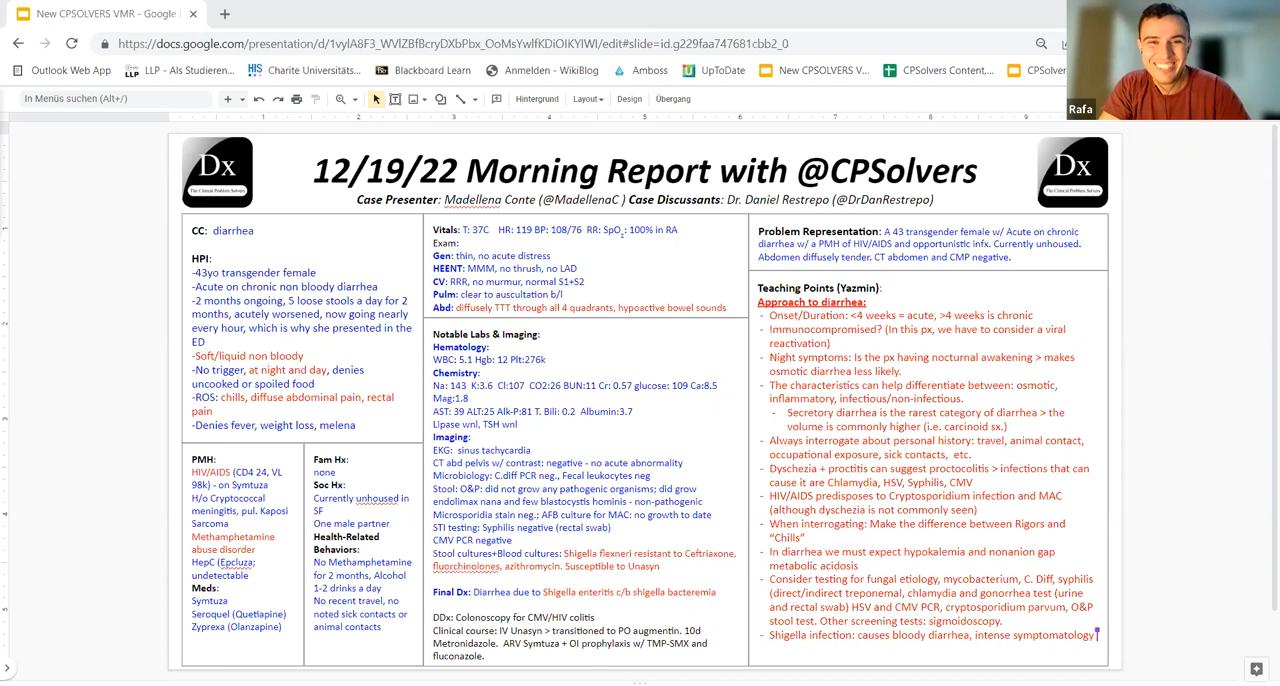 New CPSOLVERS VMR - Google
https://docs.google.com/presentation/d/1vylA8F3_WVlZBfBcryDXsPbx_OoMsYwlfKDiOIKYIWI/edit#slide=id.g229faa747681cbb2_0
Outlook Web App
LLP - Als Studieren...
Charite Universitäts...
Blackboard Learn
Anmelden - WikiBlog
Amboss
UpToDate
New CPSOLVERS V...
CPSolvers Content,...
CPSolver
Rafa
In Menüs suchen (Alt+/)
Hintergrund
Layout
Design
Übergang
1 2 3 4 5 6 7 8 9
Dx
The Clinical Problem Solvers
12/19/22 Morning Report with @CPSolvers
Case Presenter: Madellena Conte (@MadellenaC ) Case Discussants: Dr. Daniel Restrepo (@DrDanRestrepo)
Dx
The Clinical Problem Solvers
CC: diarrhea
HPI:
-43yo transgender female
-Acute on chronic non bloody diarrhea
-2 months ongoing, 5 loose stools a day for 2
months, acutely worsened, now going nearly
every hour, which is why she presented in the
ED
-Soft/liquid non bloody
-No trigger, at night and day, denies
uncooked or spoiled food
-ROS: chills, diffuse abdominal pain, rectal
pain
-Denies fever, weight loss, melena
PMH:
HIV/AIDS (CD4 24, VL
98k) - on Symtuza
H/o Cryptococcal
meningitis, pul. Kaposi
Sarcoma
Methamphetamine
abuse disorder
HepC (Epcluza;
undetectable
Meds:
Symtuza
Seroquel (Quetiapine)
Zyprexa (Olanzapine)
Fam Hx:
none
Soc Hx:
Currently unhoused in
SF
One male partner
Health-Related
Behaviors:
No Methamphetamine
for 2 months, Alcohol
1-2 drinks a day
No recent travel, no
noted sick contacts or
animal contacts
Vitals: T: 37C HR: 119 BP: 108/76 RR: SpO2: 100% in RA
Exam:
Gen: thin, no acute distress
HEENT: MMM, no thrush, no LAD
CV: RRR, no murmur, normal S1+S2
Pulm: clear to auscultation b/l
Abd: diffusely TTT through all 4 quadrants, hypoactive bowel sounds
Notable Labs & Imaging:
Hematology:
WBC: 5.1 Hgb: 12 Plt:276k
Chemistry:
Na: 143 K:3.6 Cl:107 CO2:26 BUN:11 Cr: 0.57 glucose: 109 Ca:8.5
Mag:1.8
AST: 39 ALT:25 Alk-P:81 T. Bili: 0.2 Albumin:3.7
Lipase wnl, TSH wnl
Imaging:
EKG: sinus tachycardia
CT abd pelvis w/ contrast: negative - no acute abnormality
Microbiology: C.diff PCR neg., Fecal leukocytes neg
Stool: O&P: did not grow any pathogenic organisms; did grow
endolimax nana and few blastocystis hominis - non-pathogenic
Microsporidia stain neg.; AFB culture for MAC: no growth to date
STI testing: Syphilis negative (rectal swab)
CMV PCR negative
Stool cultures+Blood cultures: Shigella flexneri resistant to Ceftriaxone,
fluorchinolones, azithromycin. Susceptible to Unasyn
Final Dx: Diarrhea due to Shigella enteritis c/b shigella bacteremia
DDx: Colonoscopy for CMV/HIV colitis
Clinical course: IV Unasyn > transitioned to PO augmentin. 10d
Metronidazole. ARV Symtuza + OI prophylaxis w/ TMP-SMX and
fluconazole.
Problem Representation: A 43 transgender female w/ Acute on chronic
diarrhea w/ a PMH of HIV/AIDS and opportunistic infx. Currently unhoused.
Abdomen diffusely tender. CT abdomen and CMP negative.
Teaching Points (Yazmin):
Approach to diarrhea:
- Onset/Duration: <4 weeks = acute, >4 weeks is chronic
- Immunocompromised? (In this px, we have to consider a viral
reactivation)
- Night symptoms: Is the px having nocturnal awakening > makes
osmotic diarrhea less likely.
- The characteristics can help differentiate between: osmotic,
inflammatory, infectious/non-infectious.
- Secretory diarrhea is the rarest category of diarrhea > the
volume is commonly higher (i.e. carcinoid sx.)
- Always interrogate about personal history: travel, animal contact,
occupational exposure, sick contacts, etc.
- Dyschezia + proctitis can suggest proctocolitis > infections that can
cause it are Chlamydia, HSV, Syphilis, CMV
- HIV/AIDS predisposes to Cryptosporidium infection and MAC
(although dyschezia is not commonly seen)
- When interrogating: Make the difference between Rigors and
“Chills”
- In diarrhea we must expect hypokalemia and nonanion gap
metabolic acidosis
- Consider testing for fungal etiology, mycobacterium, C. Diff, syphilis
(direct/indirect treponemal, chlamydia and gonorrhea test (urine
and rectal swab) HSV and CMV PCR, cryptosporidium parvum, O&P
stool test. Other screening tests: sigmoidoscopy.
- Shigella infection: causes bloody diarrhea, intense symptomatology